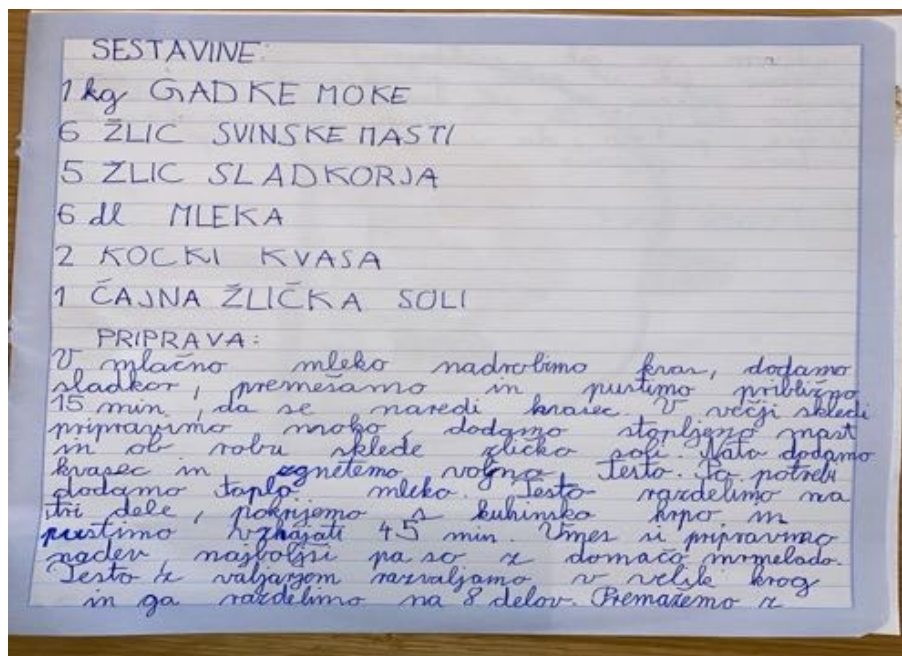 SESTAVINE:
1 kg GADKE MOKE
6 ŽLIC SVINSKE MASTI
5 ŽLIC SLADKORJA
6 dl MLEKA
2 KOCKI KVASA
1 ČAJNA ŽLIČKA SOLI
PRIPRAVA:
V mlačno mleko nadrobimo kvas, dodamo
sladkor, premešamo in pustimo približno
15 min, da se naredi kvasec. V večji skledi
pripravimo moko, dodamo stopljeno mast
in ob robu sklede žličko soli. Nato dodamo
kvasec in zgnetemo voljno testo. Po potrebi
dodamo toplo mleko. Testo razdelimo na
tri dele, pokrijemo s kuhinsko krpo in
pustimo vzhajati 45 min. Vmes si pripravimo
nadev najboljši pa so z domačo mrmelado.
Testo z valjarjem razvaljamo v velik krog
in ga razdelimo na 8 delov. Premažemo z